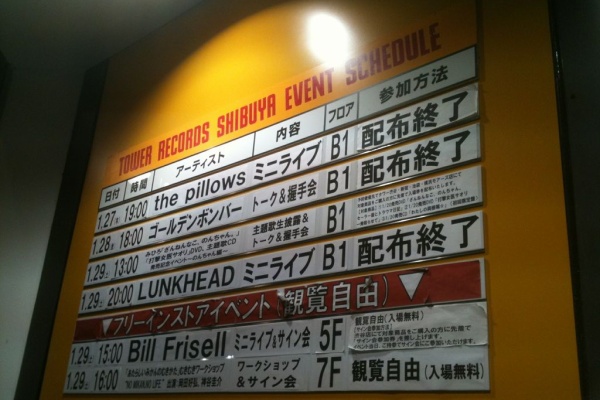 TOWER RECORDS SHIBUYA EVENT SCHEDULE
日付 時間 アーティスト 内容 フロア 参加方法
1.27 19:00 the pillows ミニライブ B1 配布終了
1.28 18:00 ゴールデンボンバー トーク&握手会 B1 配布終了
1.29 13:00 主題歌生披露&トーク&握手会 B1
1.29 20:00 LUNKHEAD ミニライブ B1 配布終了
▼フリーインストアイベント(観覧自由)▼
1.29 15:00 Bill Frisell ミニライブ&サイン会 5F 観覧自由(入場無料)
1.29 16:00 ワークショップ&サイン会 7F 観覧自由(入場無料)